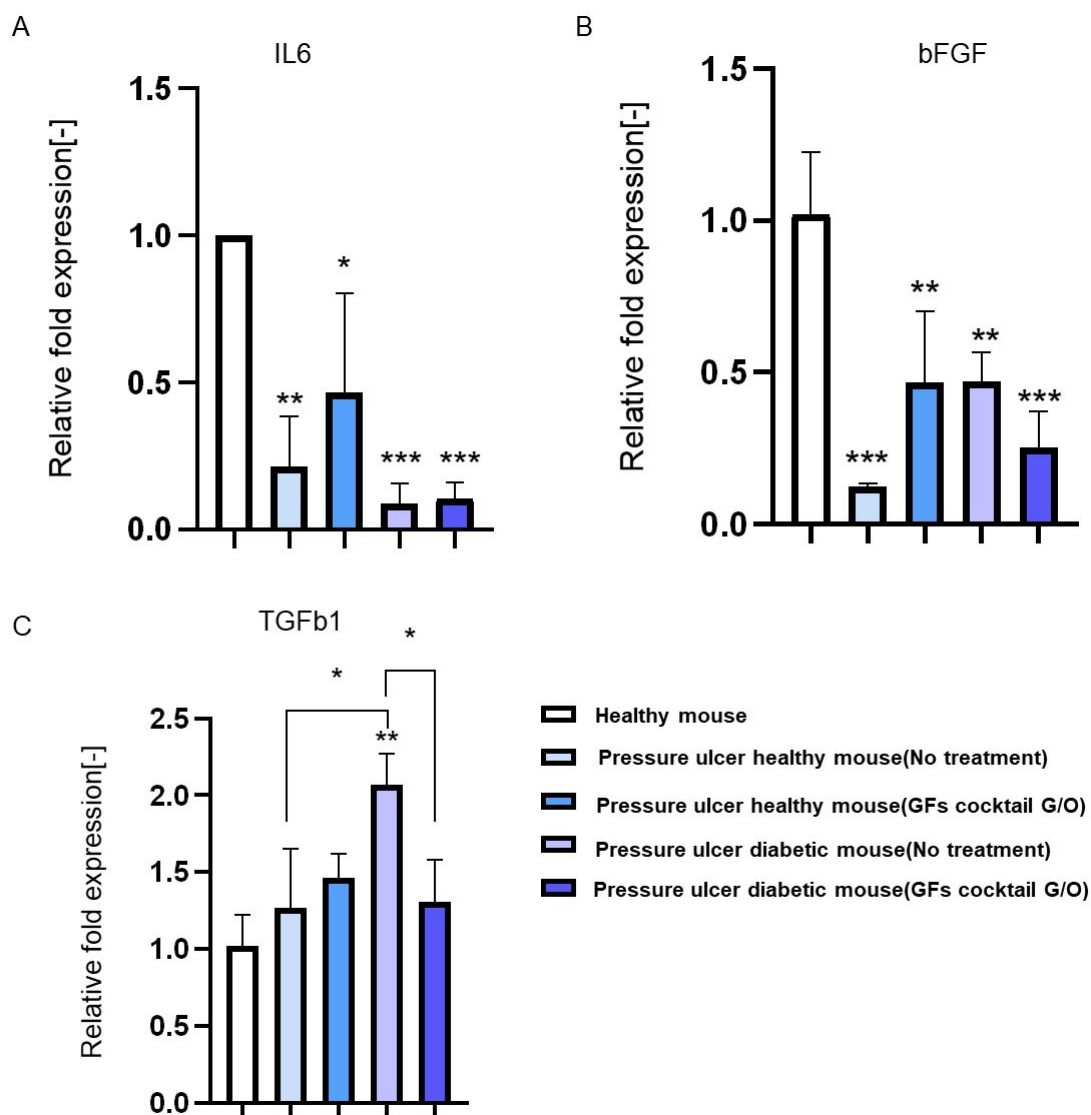 A
IL6
Relative fold expression[-]
1.5
1.0
0.5
0.0
**
*
***
***
B
bFGF
Relative fold expression[-]
1.5
1.0
0.5
0.0
***
**
**
***
C
TGFb1
Relative fold expression[-]
2.5
2.0
1.5
1.0
0.5
0.0
*
*
**
Healthy mouse
Pressure ulcer healthy mouse(No treatment)
Pressure ulcer healthy mouse(GFs cocktail G/O)
Pressure ulcer diabetic mouse(No treatment)
Pressure ulcer diabetic mouse(GFs cocktail G/O)